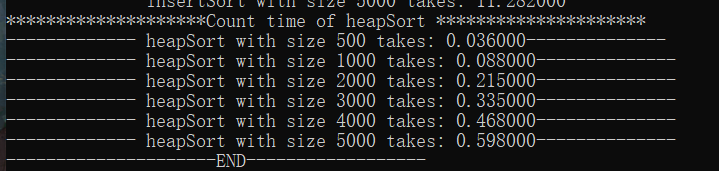 insertSort with size 5000 takes: 11.282000
********************Count time of heapSort *********************
------------- heapSort with size 500 takes: 0.036000--------------
------------- heapSort with size 1000 takes: 0.088000--------------
------------- heapSort with size 2000 takes: 0.215000--------------
------------- heapSort with size 3000 takes: 0.335000--------------
------------- heapSort with size 4000 takes: 0.468000--------------
------------- heapSort with size 5000 takes: 0.598000--------------
---------------------END------------------